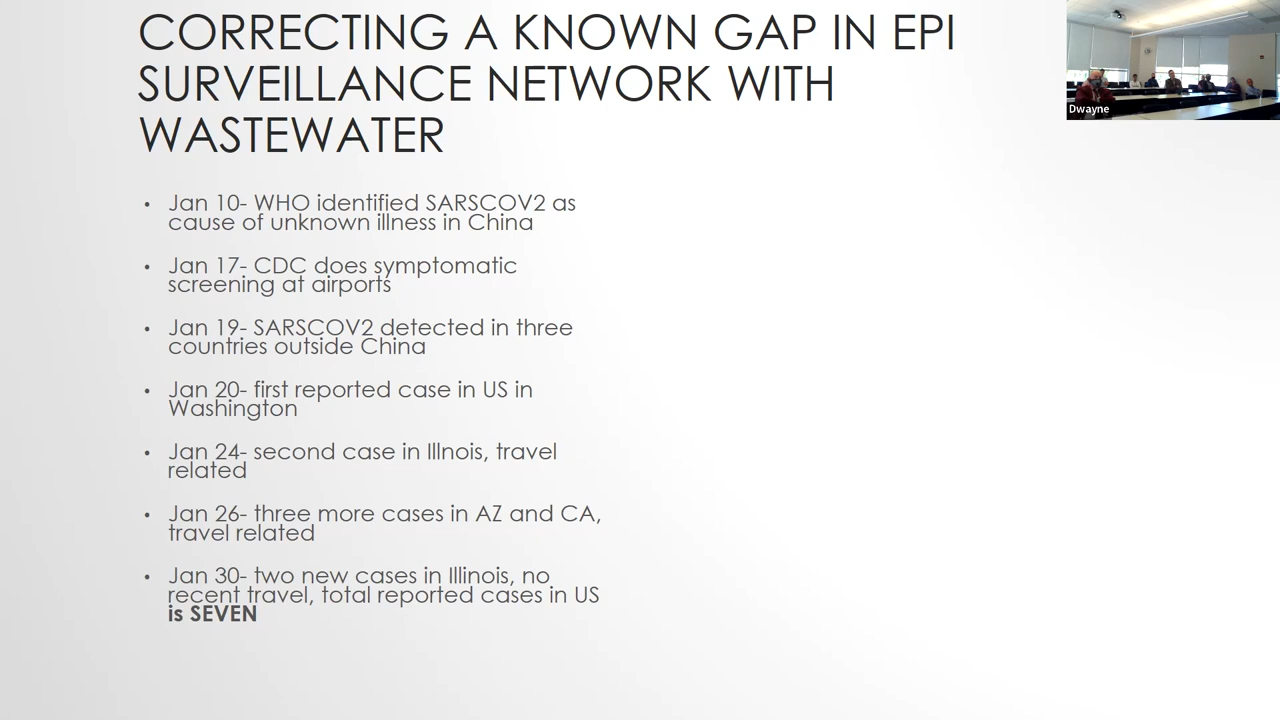 CORRECTING A KNOWN GAP IN EPI
SURVEILLANCE NETWORK WITH
WASTEWATER
Dwayne
• Jan 10- WHO identified SARSCOV2 as
cause of unknown illness in China
• Jan 17- CDC does symptomatic
screening at airports
• Jan 19- SARSCOV2 detected in three
countries outside China
• Jan 20- first reported case in US in
Washington
• Jan 24- second case in Illnois, travel
related
• Jan 26- three more cases in AZ and CA,
travel related
• Jan 30- two new cases in Illinois, no
recent travel, total reported cases in US
is SEVEN